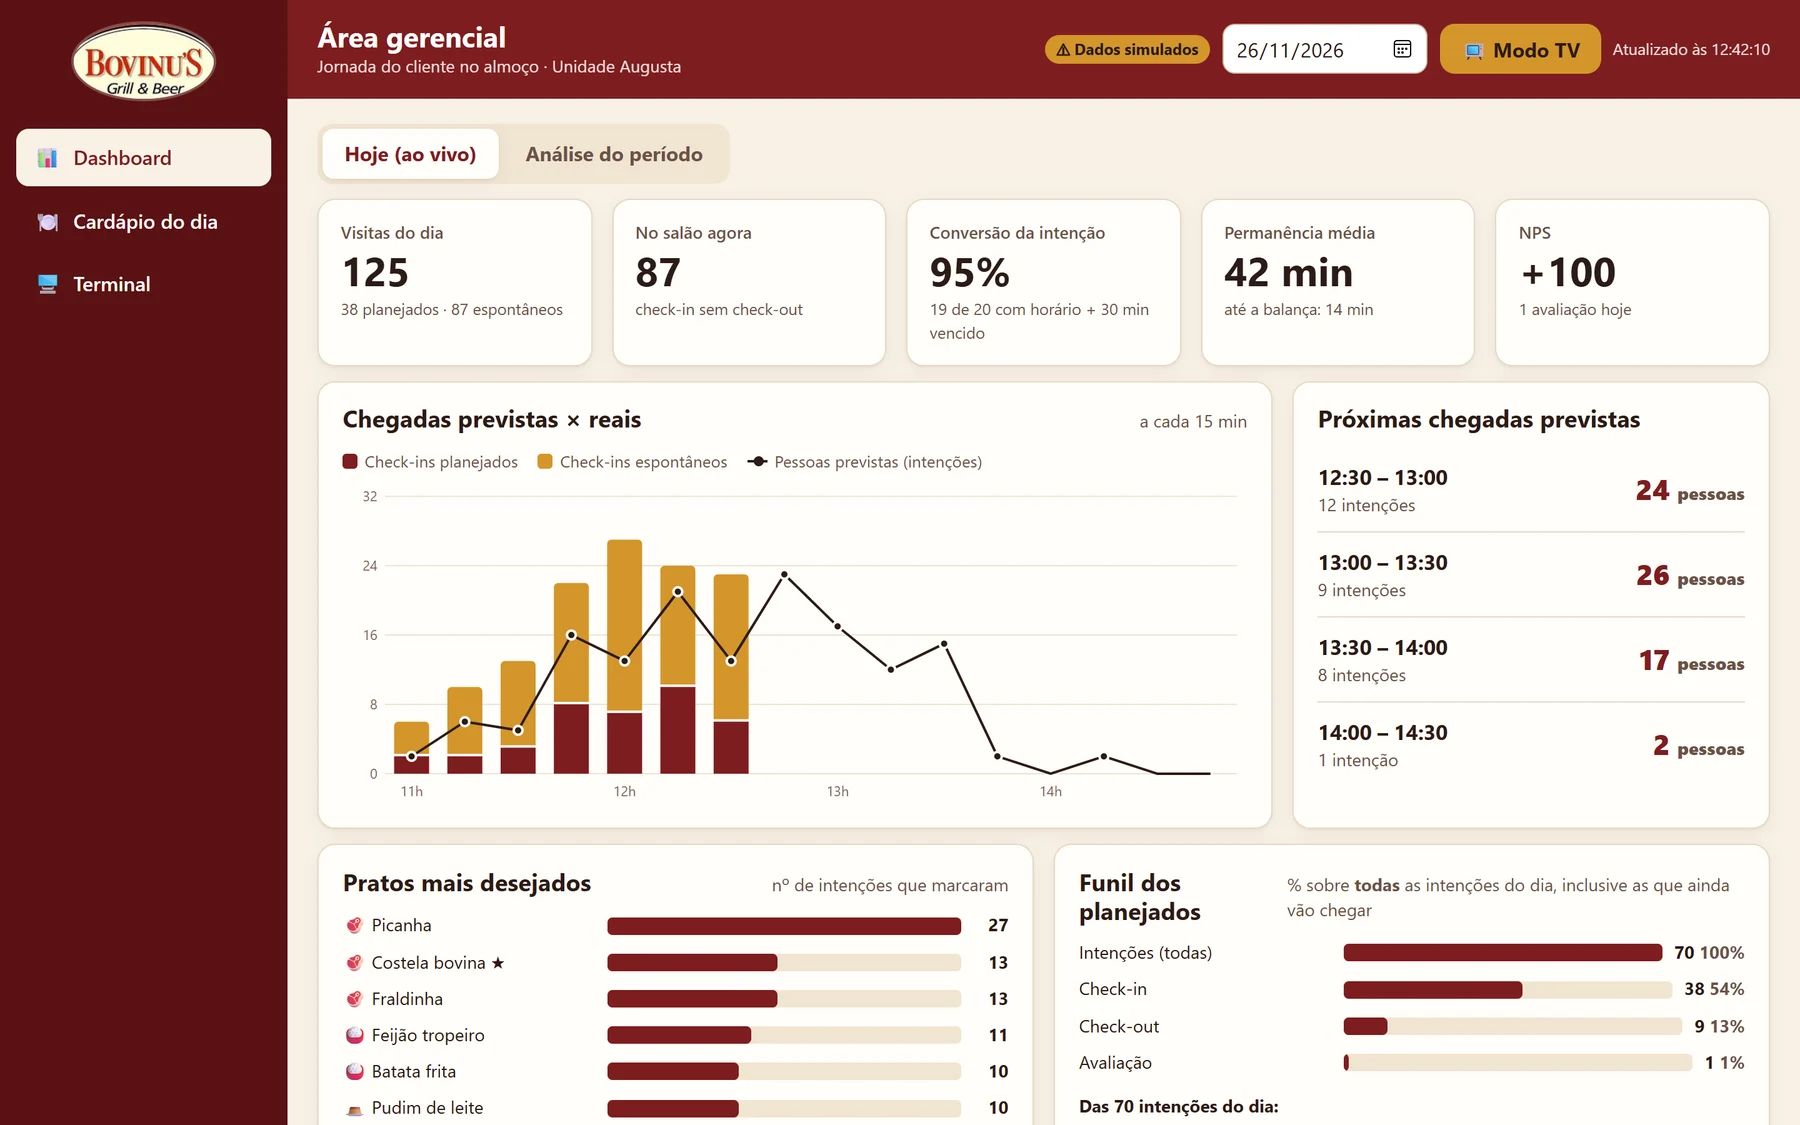 BOVINU'S
Grill & Beer
Dashboard
Cardápio do dia
Terminal
Área gerencial
Jornada do cliente no almoço · Unidade Augusta
⚠ Dados simulados
26/11/2026
Modo TV
Atualizado às 12:42:10
Hoje (ao vivo)
Análise do período
Visitas do dia
125
38 planejados · 87 espontâneos
No salão agora
87
check-in sem check-out
Conversão da intenção
95%
19 de 20 com horário + 30 min
vencido
Permanência média
42 min
até a balança: 14 min
NPS
+100
1 avaliação hoje
Chegadas previstas × reais
a cada 15 min
Check-ins planejados
Check-ins espontâneos
Pessoas previstas (intenções)
32
24
16
8
0
11h
12h
13h
14h
Próximas chegadas previstas
12:30 – 13:00
12 intenções
24 pessoas
13:00 – 13:30
9 intenções
26 pessoas
13:30 – 14:00
8 intenções
17 pessoas
14:00 – 14:30
1 intenção
2 pessoas
Pratos mais desejados
nº de intenções que marcaram
Picanha 27
Costela bovina ★ 13
Fraldinha 13
Feijão tropeiro 11
Batata frita 10
Pudim de leite 10
Funil dos
planejados
% sobre todas as intenções do dia, inclusive as que ainda
vão chegar
Intenções (todas) 70 100%
Check-in 38 54%
Check-out 9 13%
Avaliação 1 1%
Das 70 intenções do dia: